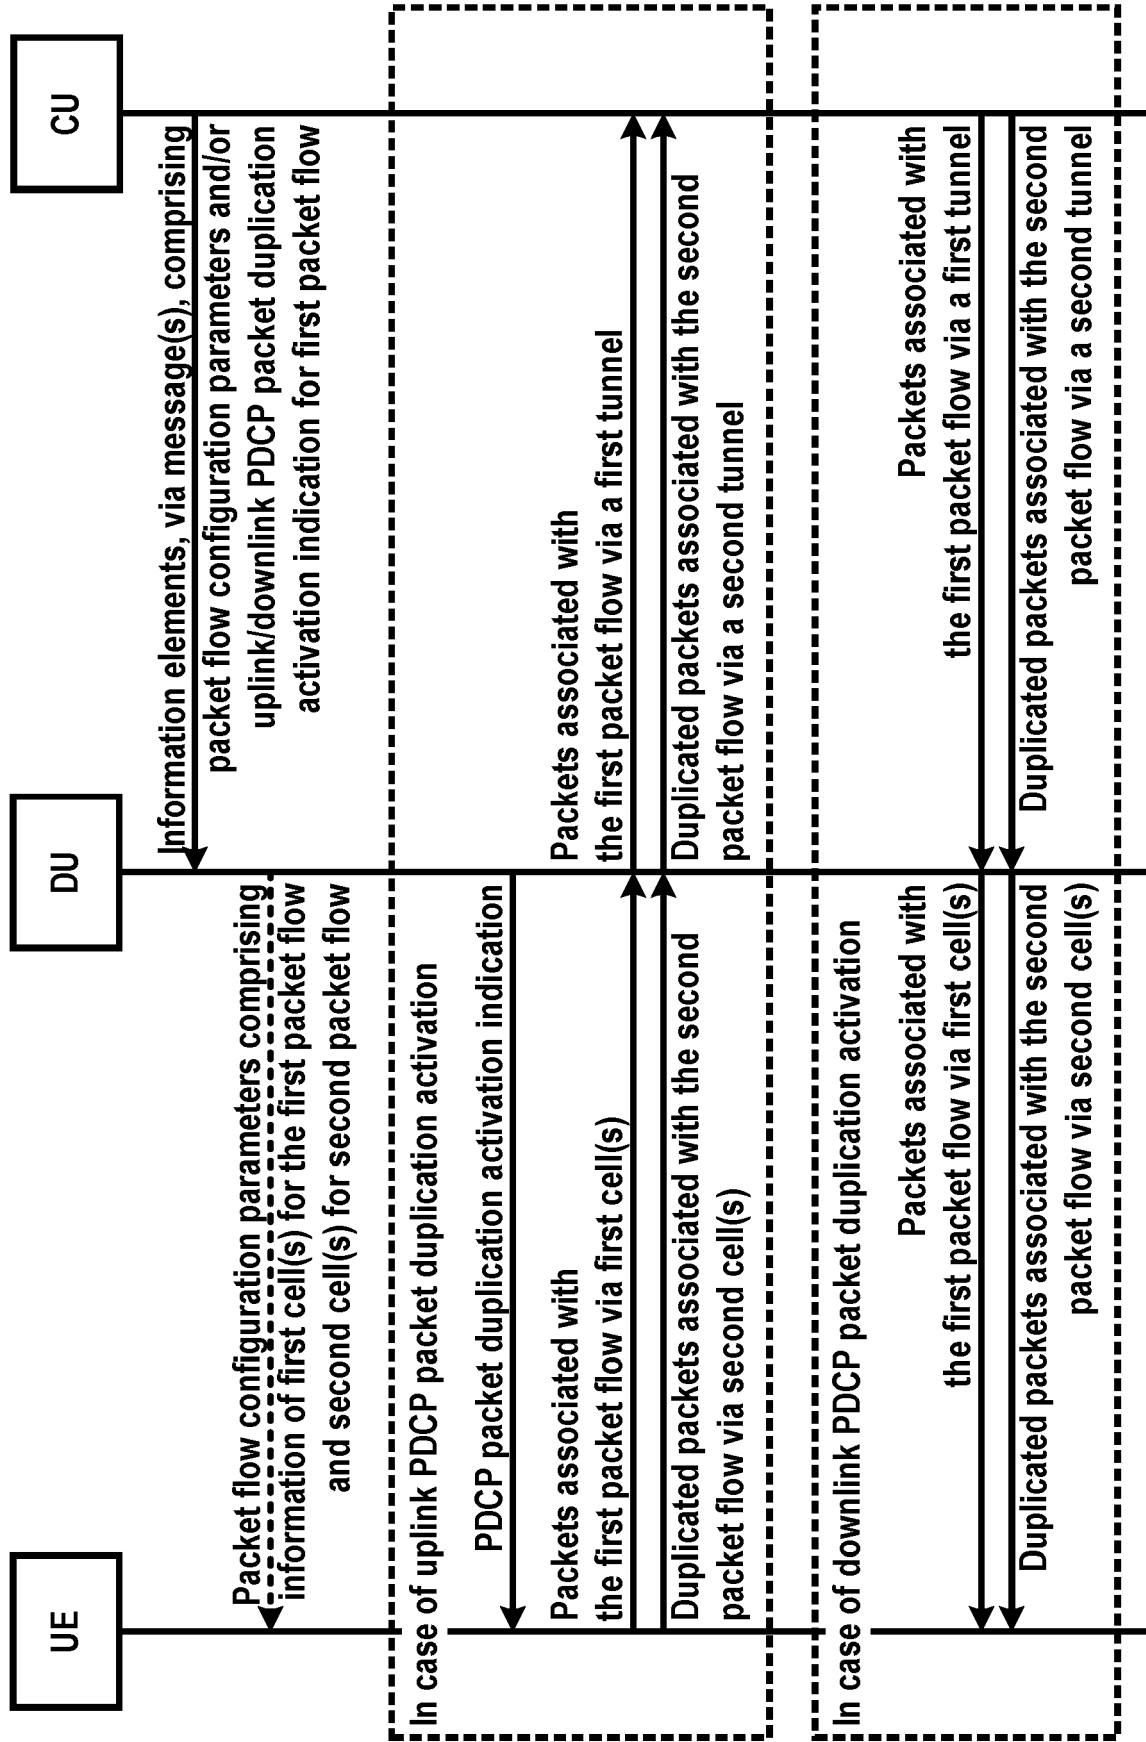 UE
DU
CU
Information elements, via message(s), comprising
packet flow configuration parameters and/or
uplink/downlink PDCP packet duplication
activation indication for first packet flow
Packet flow configuration parameters comprising
information of first cell(s) for the first packet flow
and second cell(s) for second packet flow
In case of uplink PDCP packet duplication activation
PDCP packet duplication activation indication
Packets associated with
the first packet flow via first cell(s)
Duplicated packets associated with the second
packet flow via second cell(s)
Packets associated with
the first packet flow via a first tunnel
Duplicated packets associated with the second
packet flow via a second tunnel
In case of downlink PDCP packet duplication activation
Packets associated with
the first packet flow via first cell(s)
Duplicated packets associated with the second
packet flow via second cell(s)
Packets associated with
the first packet flow via a first tunnel
Duplicated packets associated with the second
packet flow via a second tunnel